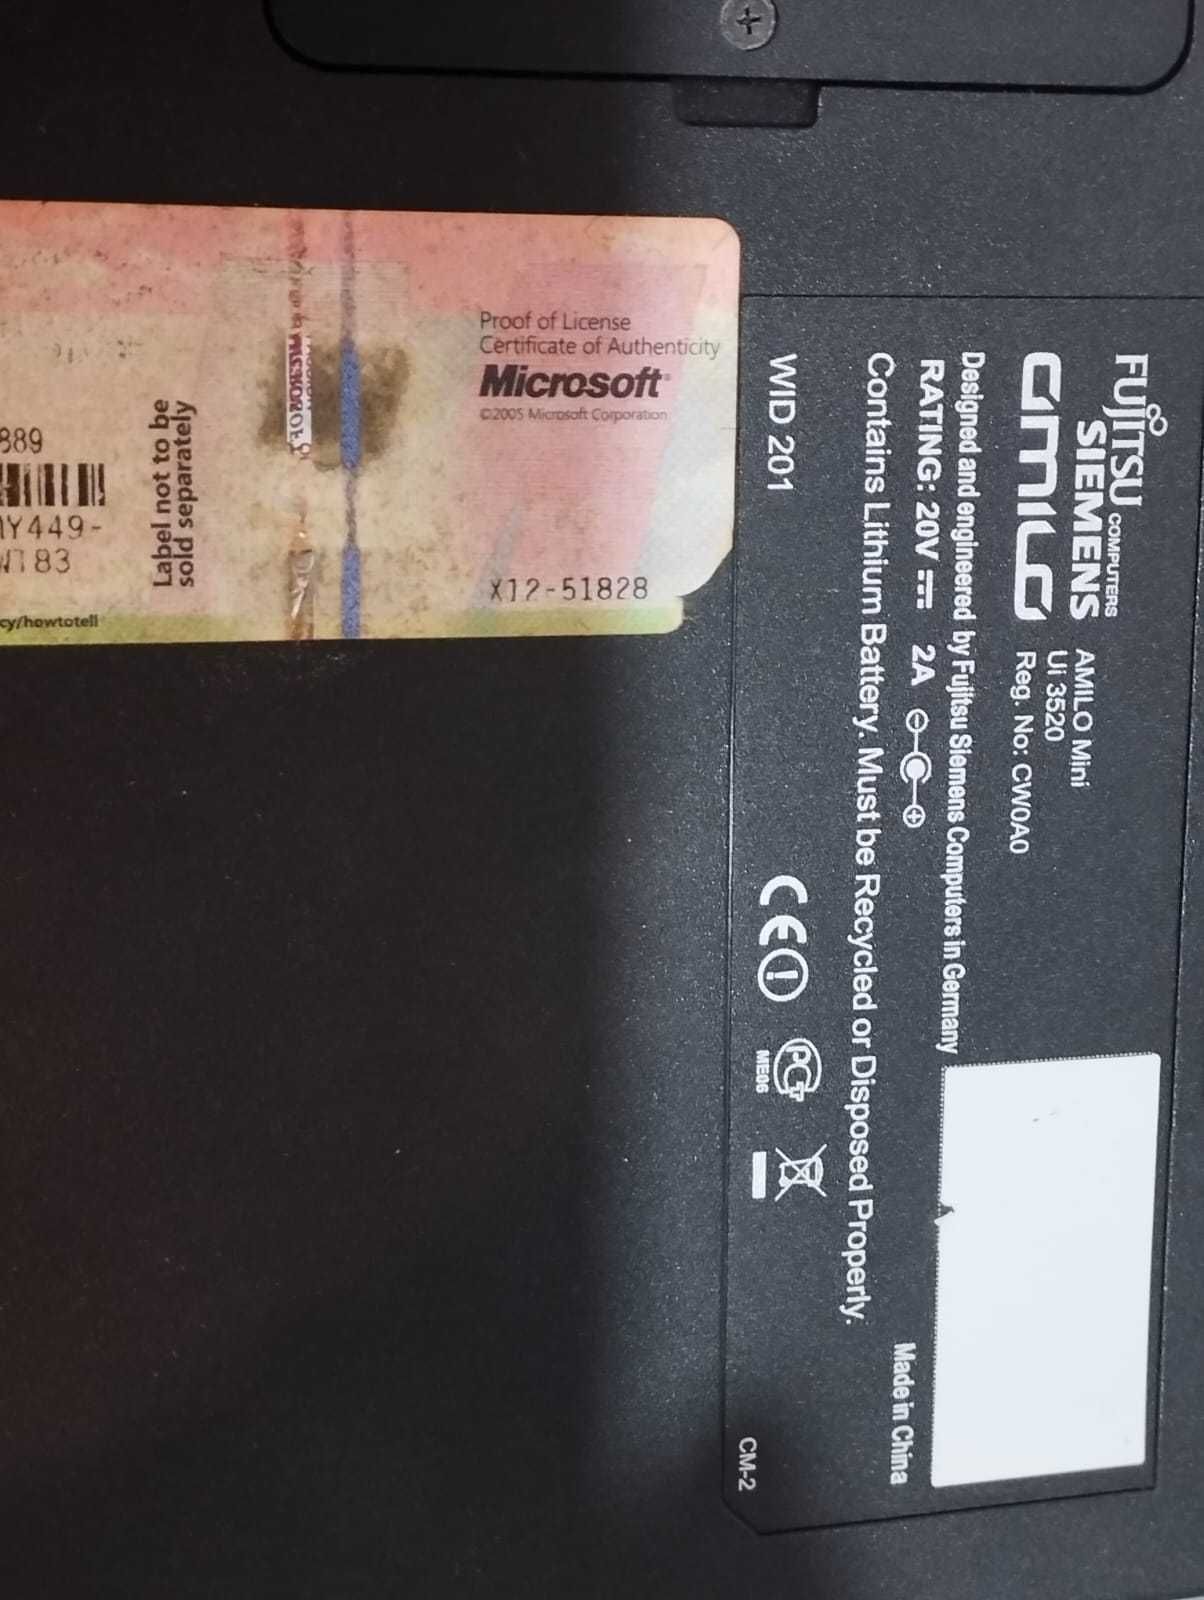 FUJITSU COMPUTERS
SIEMENS
AMILO
AMILO Mini
Ui 3520
Reg. No: CW0A0
Designed and engineered by Fujitsu Siemens Computers in Germany
RATING: 20V 2A
Made in China
Contains Lithium Battery. Must be Recycled or Disposed Properly.
WID 201
CE
PCT
ME06
CM-2
Proof of License
Certificate of Authenticity
Microsoft®
©2005 Microsoft Corporation
X12-51828
Label not to be
sold separately
889
Y449-
83
cy/howtotell